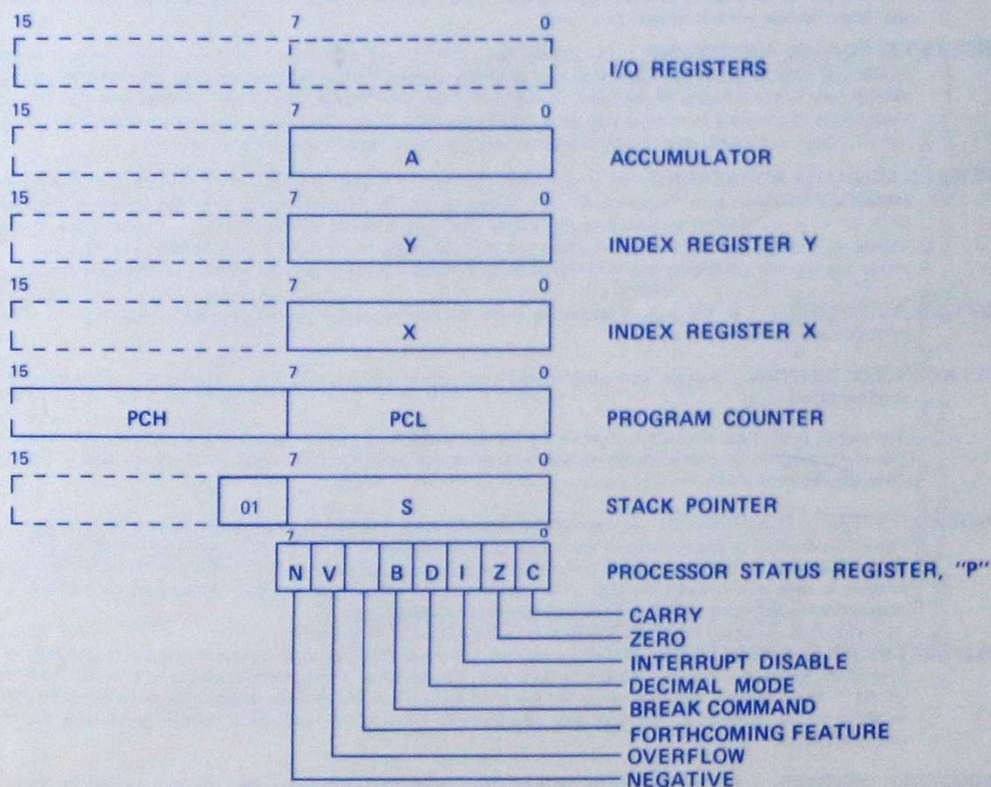 15 7 0
I/O REGISTERS
15 7 0
A ACCUMULATOR
15 7 0
Y INDEX REGISTER Y
15 7 0
X INDEX REGISTER X
15 7 0
PCH PCL PROGRAM COUNTER
15 7 0
01 S STACK POINTER
7 0
N V B D I Z C PROCESSOR STATUS REGISTER, "P"
CARRY
ZERO
INTERRUPT DISABLE
DECIMAL MODE
BREAK COMMAND
FORTHCOMING FEATURE
OVERFLOW
NEGATIVE